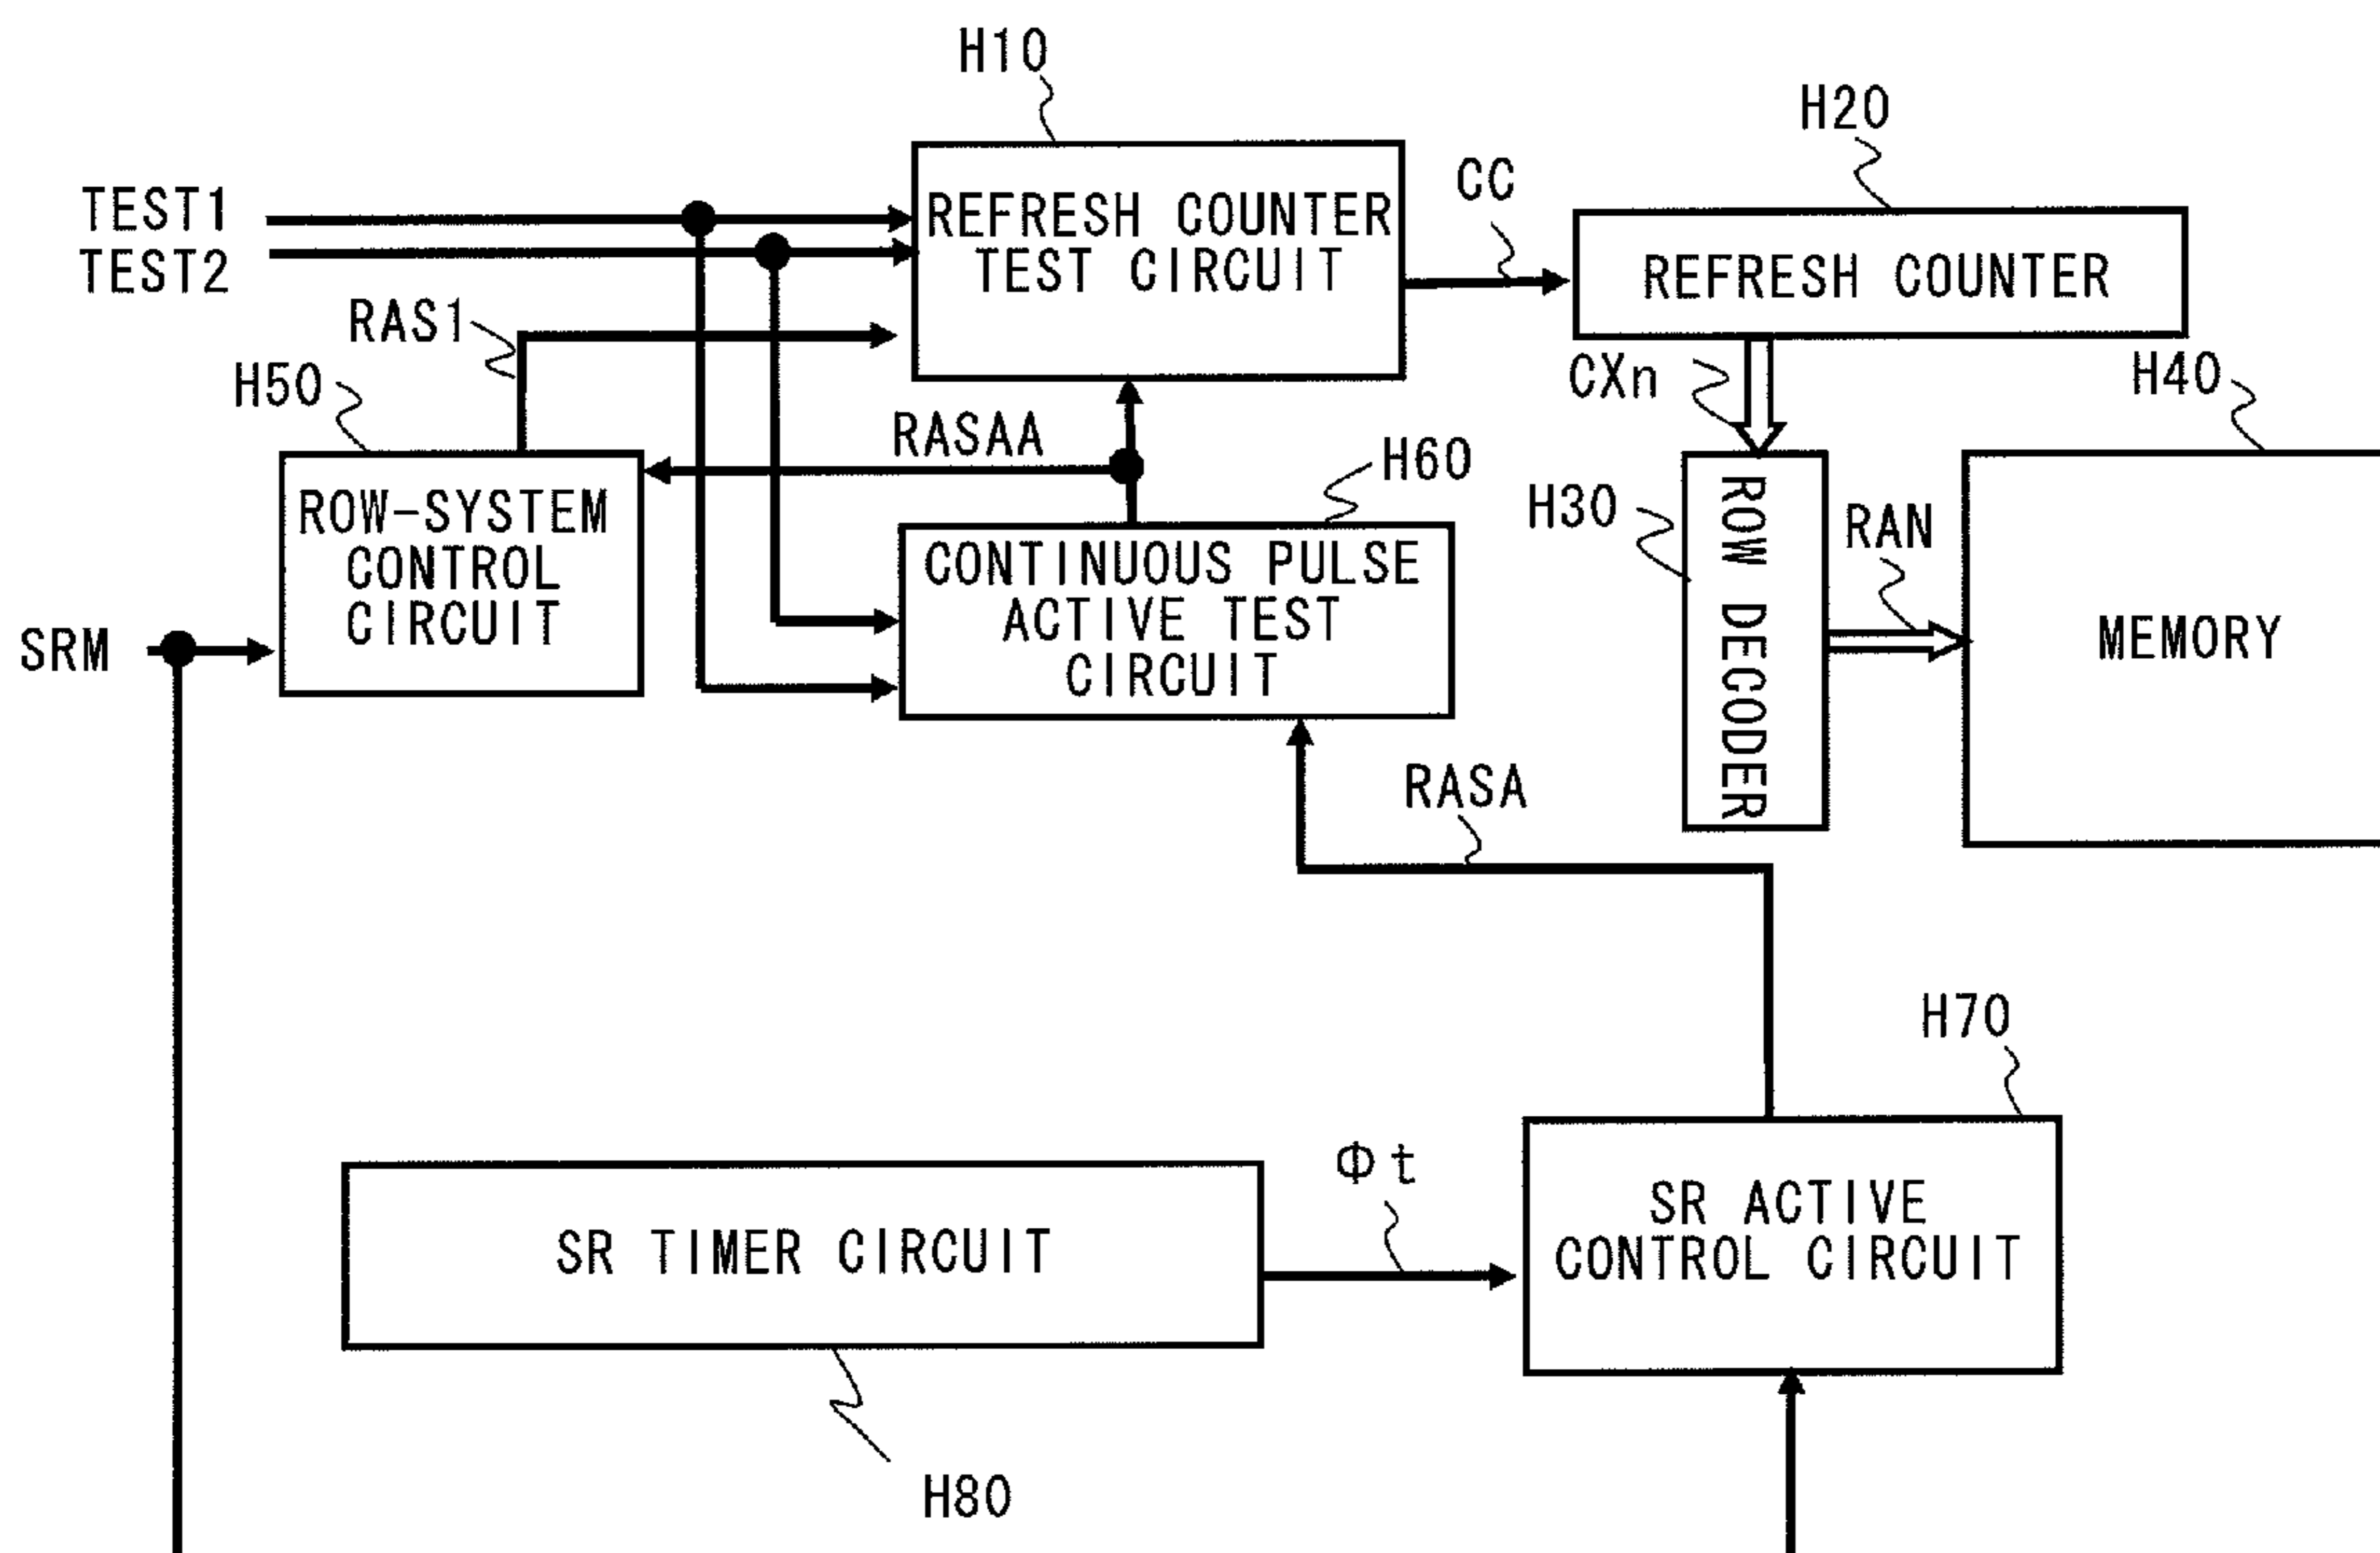 H10
H20
TEST1
TEST2
REFRESH COUNTER
TEST CIRCUIT
CC
REFRESH COUNTER
RAS1
H50
RASAA
CXn
H40
H60
ROW-SYSTEM
CONTROL
CIRCUIT
CONTINUOUS PULSE
ACTIVE TEST
CIRCUIT
H30
ROW DECODER
RAN
MEMORY
SRM
RASA
H70
Φt
SR TIMER CIRCUIT
SR ACTIVE
CONTROL CIRCUIT
H80